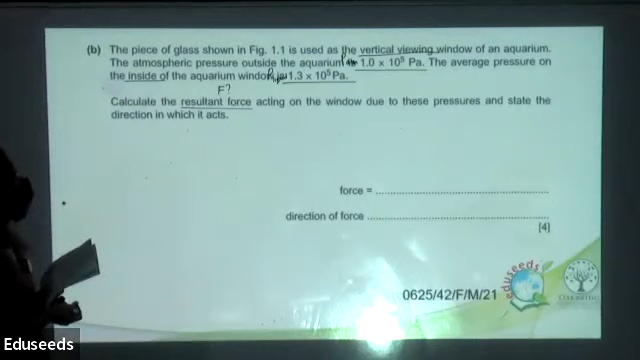 (b) The piece of glass shown in Fig. 1.1 is used as the vertical viewing window of an aquarium.
The atmospheric pressure outside the aquarium 1.0 × 10⁵ Pa. The average pressure on
the inside of the aquarium window 1.3 × 10⁵ Pa.
F?
Calculate the resultant force acting on the window due to these pressures and state the
direction in which it acts.
force = ........................................................
direction of force ........................................................
[4]
0625/42/F/M/21
eduseeds
Eduseeds